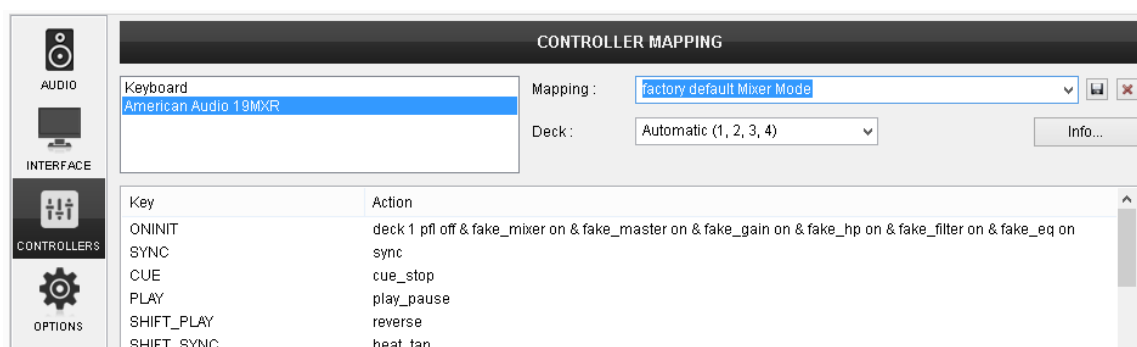 CONTROLLER MAPPING
AUDIO
INTERFACE
CONTROLLERS
OPTIONS
Keyboard
American Audio 19MXR
Mapping :
factory default Mixer Mode
Deck :
Automatic (1, 2, 3, 4)
Info...
Key Action
ONINIT deck 1 pfl off & fake_mixer on & fake_master on & fake_gain on & fake_hp on & fake_filter on & fake_eq on
SYNC sync
CUE cue_stop
PLAY play_pause
SHIFT_PLAY reverse
SHIFT_SYNC beat_tap